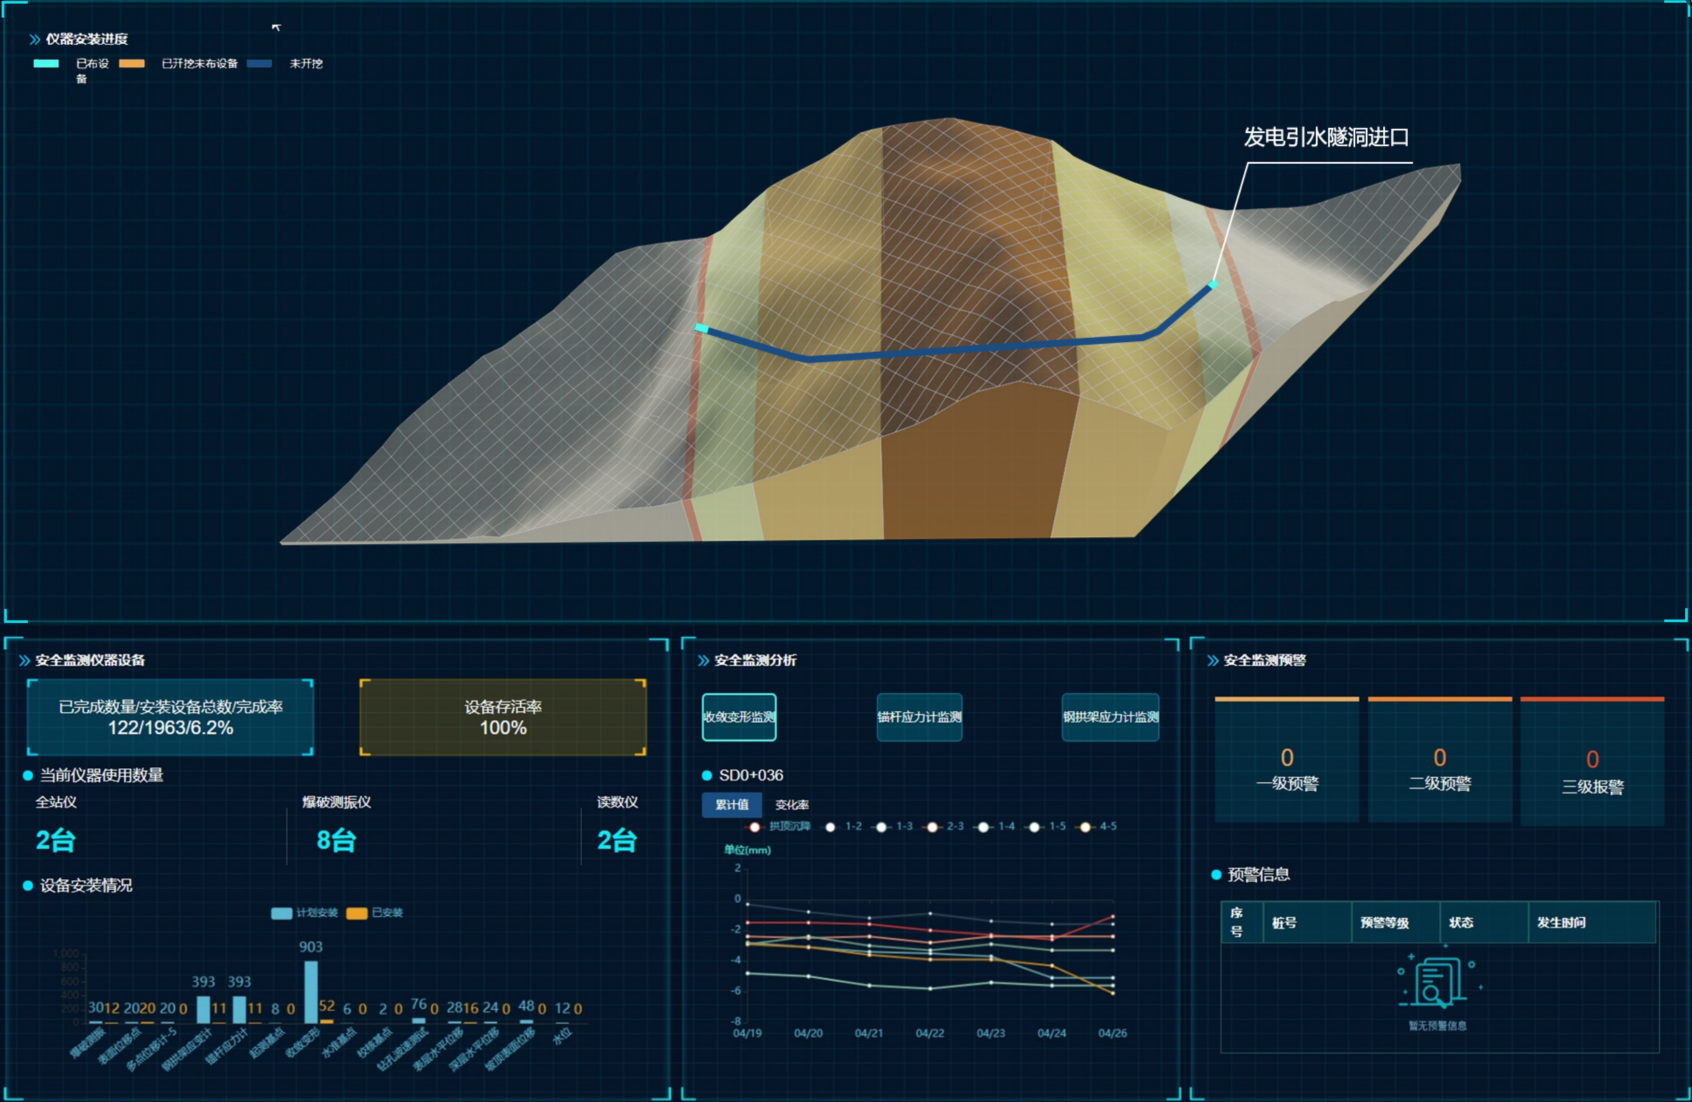 仪器安装进度
已布设备
已开挖未布设备
未开挖
发电引水隧洞进口
安全监测仪器设备
已完成数量/安装设备总数/完成率
122/1963/6.2%
设备存活率
100%
当前仪器使用数量
全站仪
爆破测振仪
读数仪
2台
8台
2台
设备安装情况
计划安装
已安装
1,000
800
600
400
200
0
30 12 20 20 20 0 393 11 393 11 8 0 903 52 6 0 2 0 76 0 28 16 24 0 48 0 12 0
爆破测振
表面位移点
多点位移计-5
钢拱架应变计
锚杆应力计
起测基点
收敛变形
水准基点
校核基点
钻孔波速测试
表层水平位移
深层水平位移
坡顶表面位移
水位
安全监测分析
收敛变形监测
锚杆应力计监测
钢拱架应力计监测
SD0+036
累计值
变化率
拱顶沉降 1-2 1-3 2-3 1-4 1-5 4-5
单位(mm)
2
0
-2
-4
-6
-8
04/19 04/20 04/21 04/22 04/23 04/24 04/26
安全监测预警
0
一级预警
0
二级预警
0
三级报警
预警信息
序号
桩号
预警等级
状态
发生时间
暂无预警信息